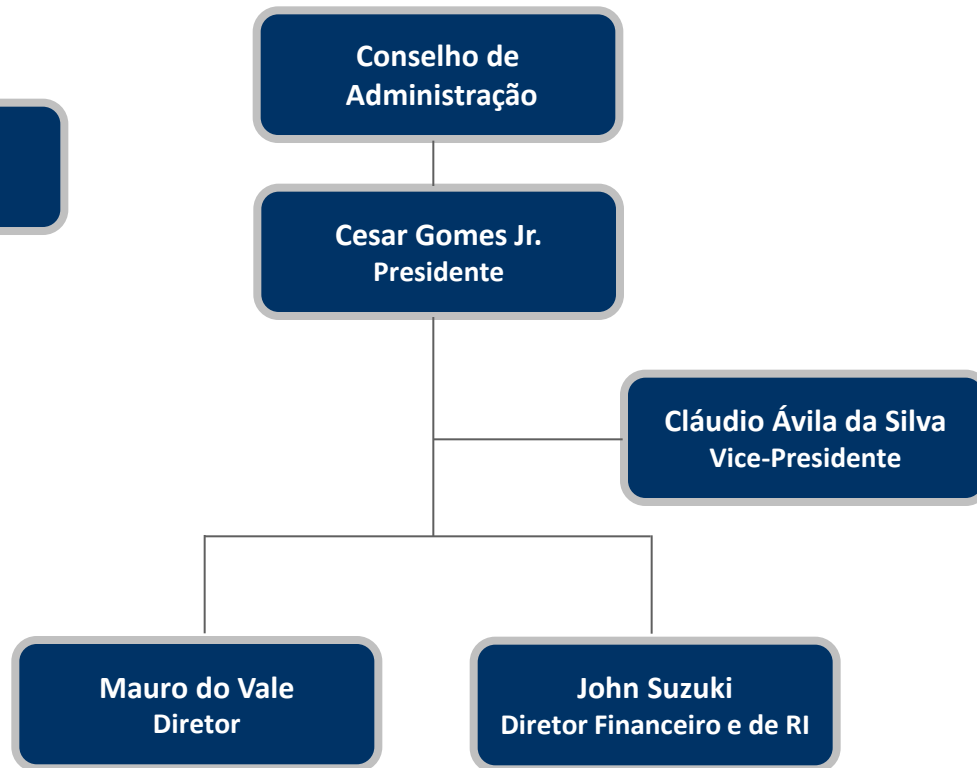 Conselho de
Administração
Cesar Gomes Jr.
Presidente
Cláudio Ávila da Silva
Vice-Presidente
Mauro do Vale
Diretor
John Suzuki
Diretor Financeiro e de RI